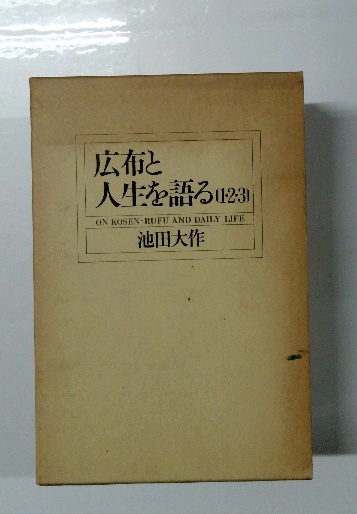 広布と
人生を語る(1・2・3)
ON KOSEN-RUFU AND DAILY LIFE
池田大作